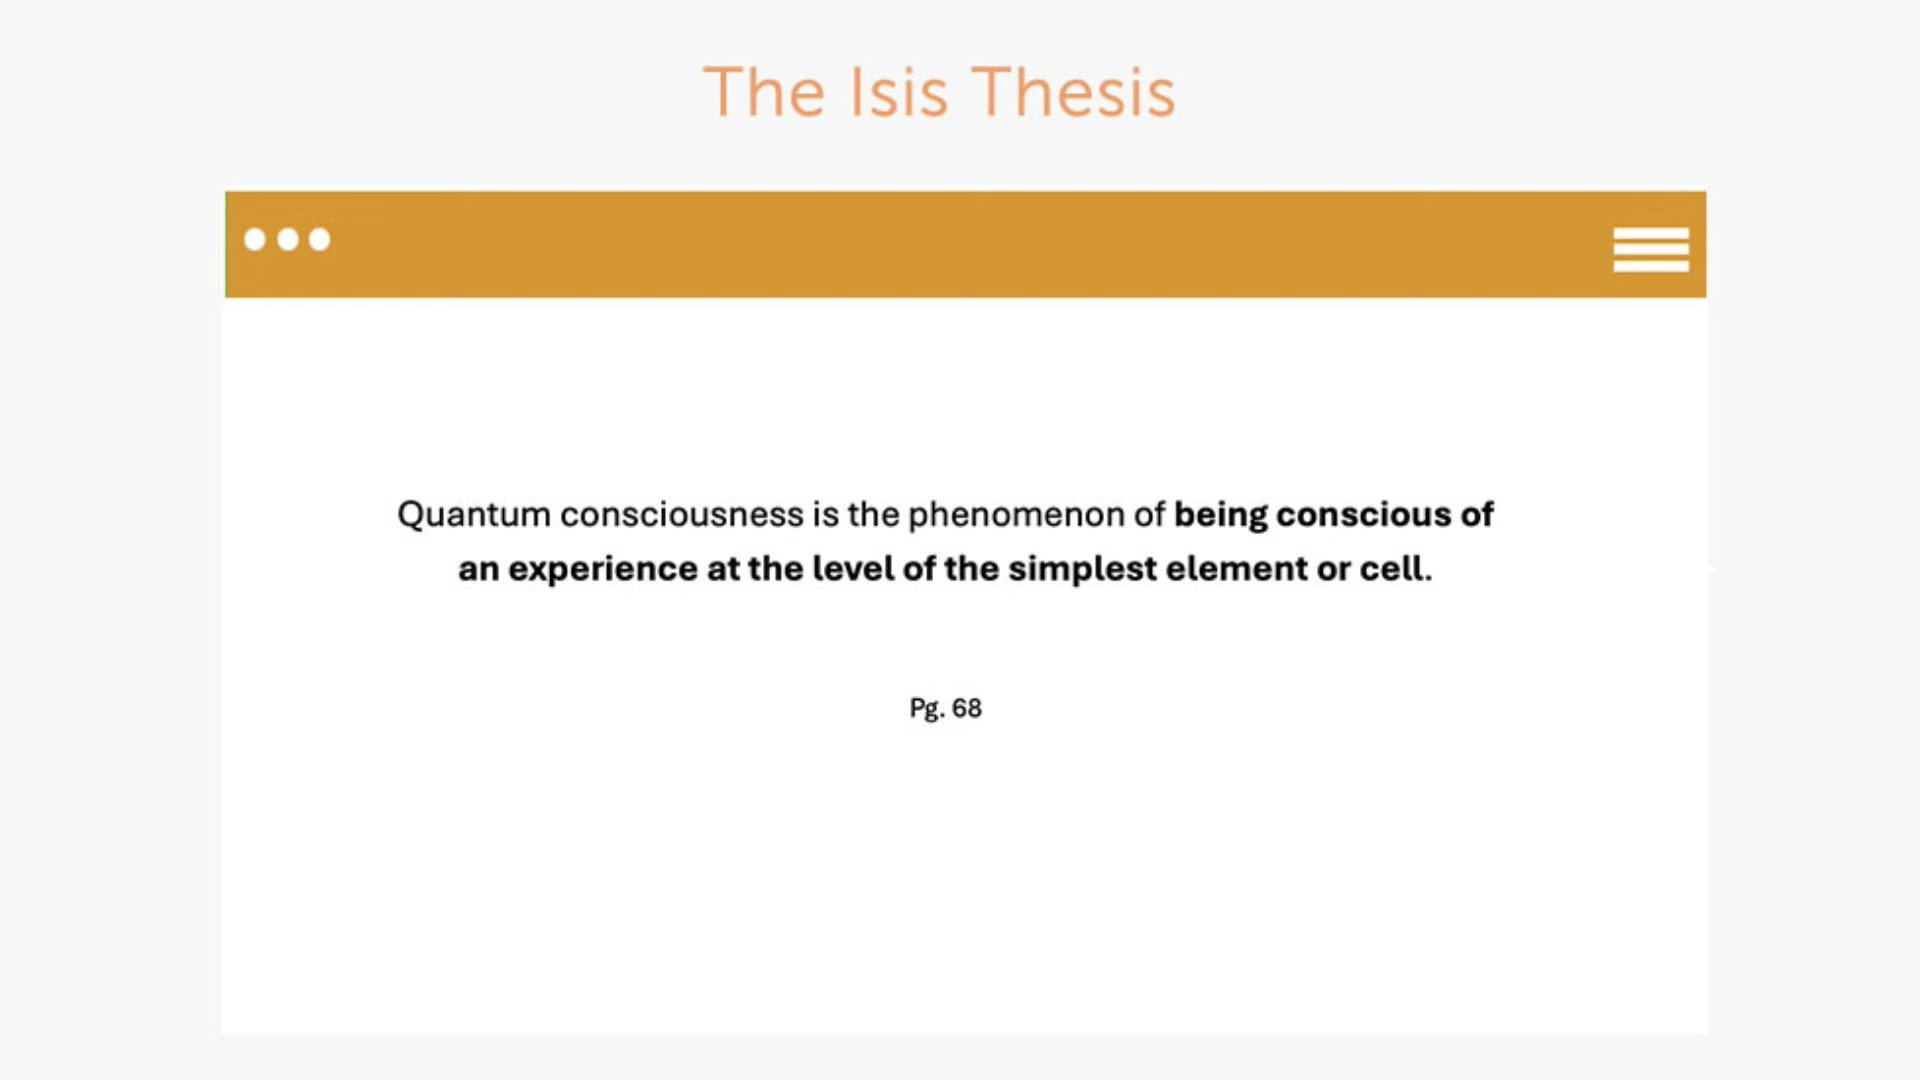 The Isis Thesis
Quantum consciousness is the phenomenon of being conscious of
an experience at the level of the simplest element or cell.
Pg. 68